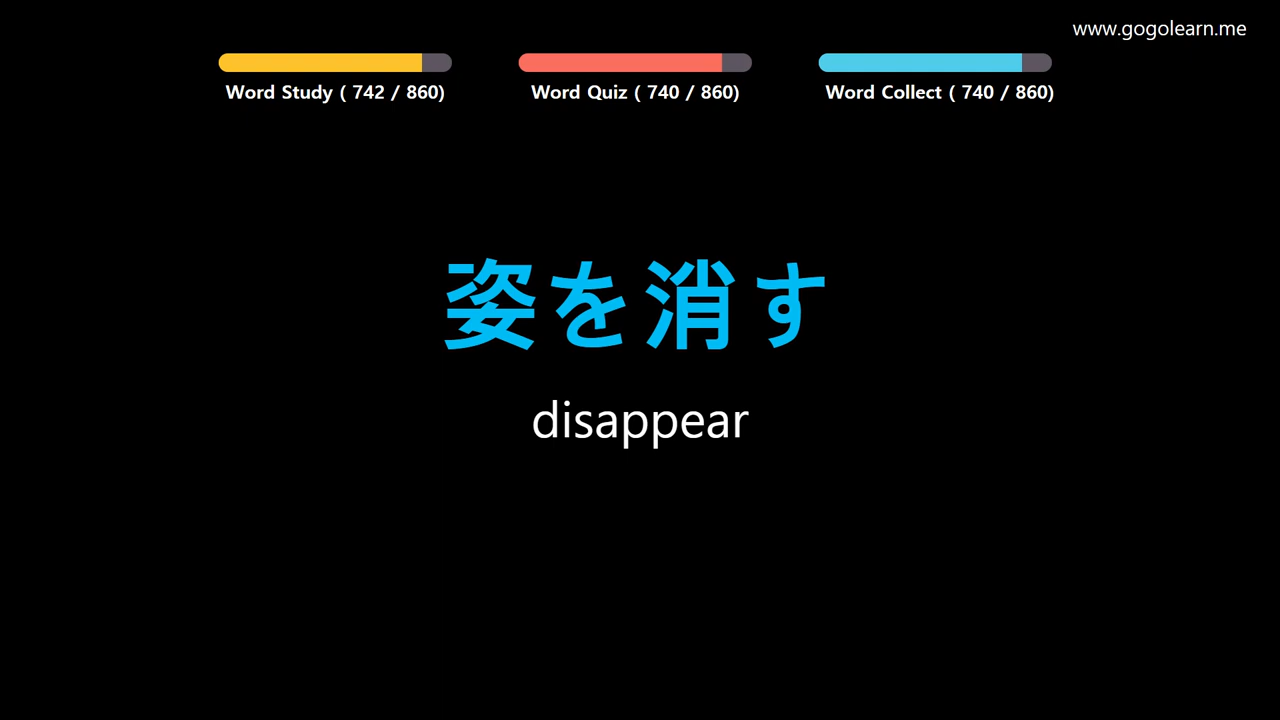 www.gogolearn.me
Word Study ( 742 / 860)
Word Quiz ( 740 / 860)
Word Collect ( 740 / 860)
姿を消す
disappear